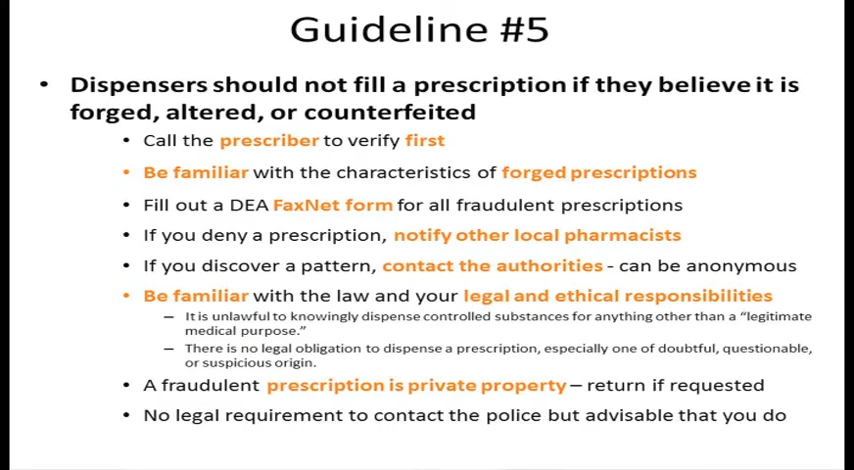 Guideline #5
• Dispensers should not fill a prescription if they believe it is
forged, altered, or counterfeited
• Call the prescriber to verify first
• Be familiar with the characteristics of forged prescriptions
• Fill out a DEA FaxNet form for all fraudulent prescriptions
• If you deny a prescription, notify other local pharmacists
• If you discover a pattern, contact the authorities - can be anonymous
• Be familiar with the law and your legal and ethical responsibilities
– It is unlawful to knowingly dispense controlled substances for anything other than a “legitimate
medical purpose.”
– There is no legal obligation to dispense a prescription, especially one of doubtful, questionable,
or suspicious origin.
• A fraudulent prescription is private property – return if requested
• No legal requirement to contact the police but advisable that you do